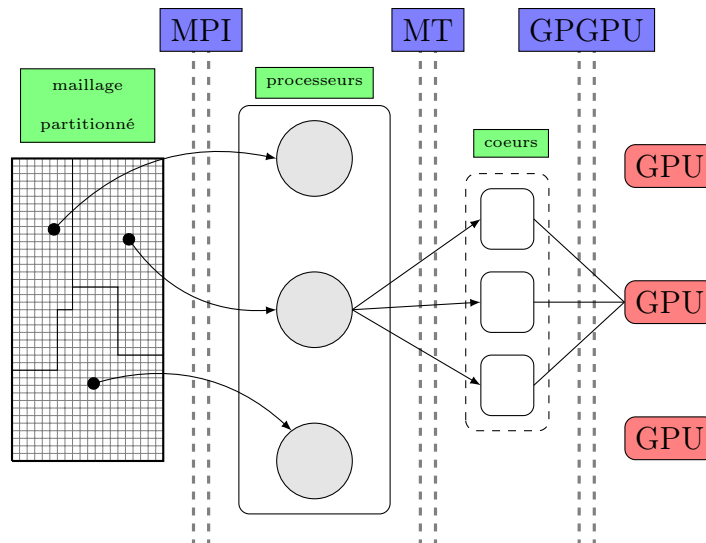 MPI
MT
GPGPU
maillage
partitionné
processeurs
coeurs
GPU
GPU
GPU